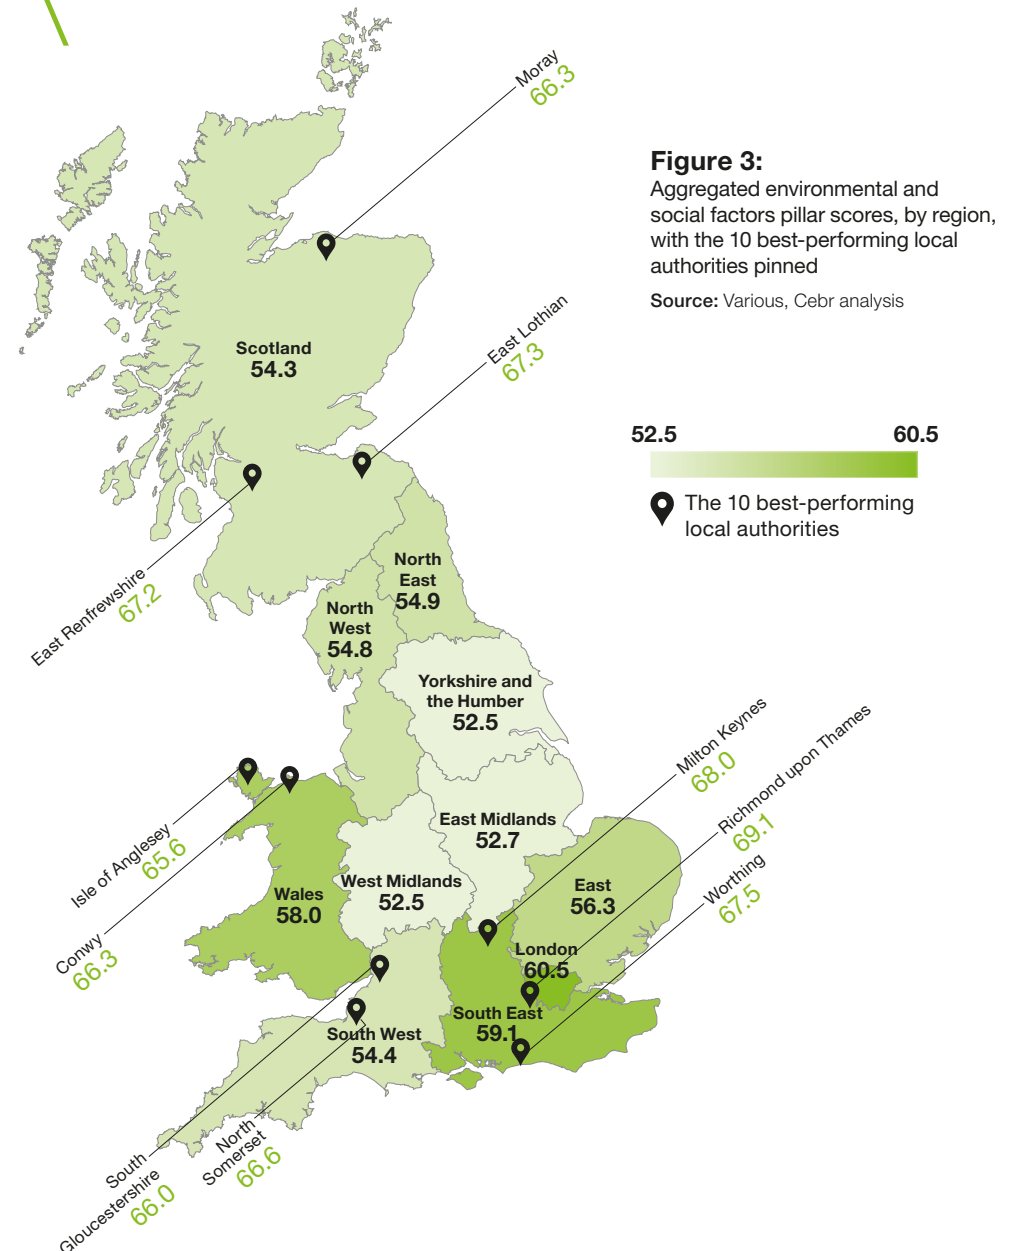 Moray
66.3
Figure 3:
Aggregated environmental and
social factors pillar scores, by region,
with the 10 best-performing local
authorities pinned
Source: Various, Cebr analysis
East Lothian
67.3
Scotland
54.3
52.5 60.5
The 10 best-performing
local authorities
East Renfrewshire
67.2
North
East
54.9
North
West
54.8
Yorkshire and
the Humber
52.5
Milton Keynes
68.0
Richmond upon Thames
69.1
Worthing
67.5
East Midlands
52.7
Isle of Anglesey
65.6
Conwy
66.3
Wales
58.0
West Midlands
52.5
East
56.3
London
60.5
South East
59.1
South West
54.4
North
Somerset
66.6
South
Gloucestershire
66.0